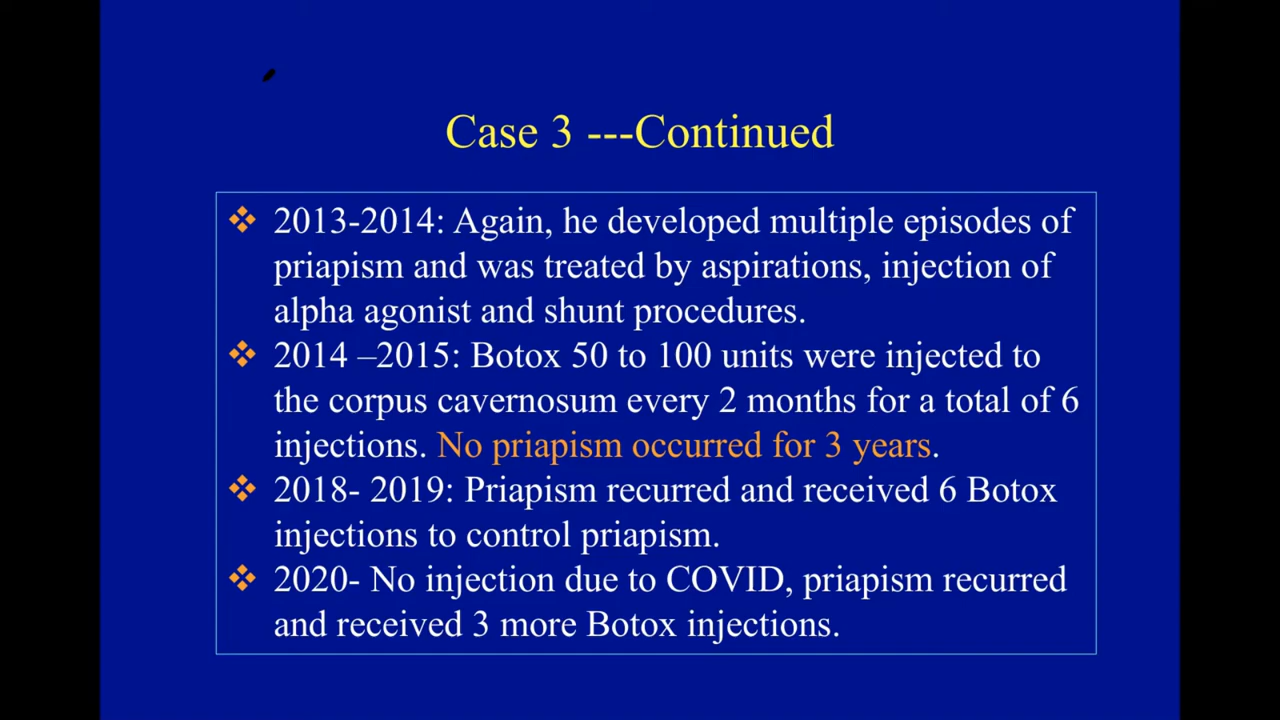 Case 3 ---Continued
2013-2014: Again, he developed multiple episodes of
priapism and was treated by aspirations, injection of
alpha agonist and shunt procedures.
2014 –2015: Botox 50 to 100 units were injected to
the corpus cavernosum every 2 months for a total of 6
injections. No priapism occurred for 3 years.
2018- 2019: Priapism recurred and received 6 Botox
injections to control priapism.
2020- No injection due to COVID, priapism recurred
and received 3 more Botox injections.